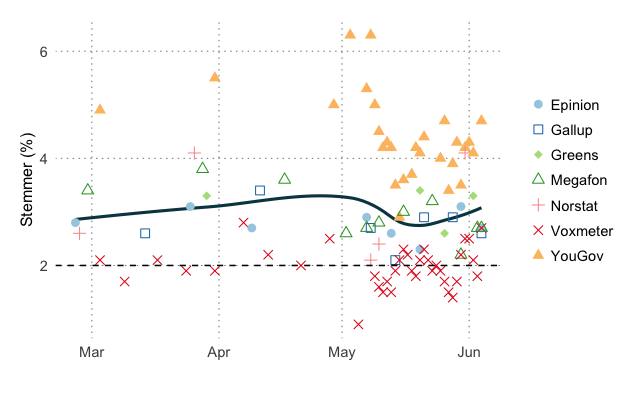 6
4
2
Stemmer (%)
Mar
Apr
May
Jun
Epinion
Gallup
Greens
Megafon
Norstat
Voxmeter
YouGov